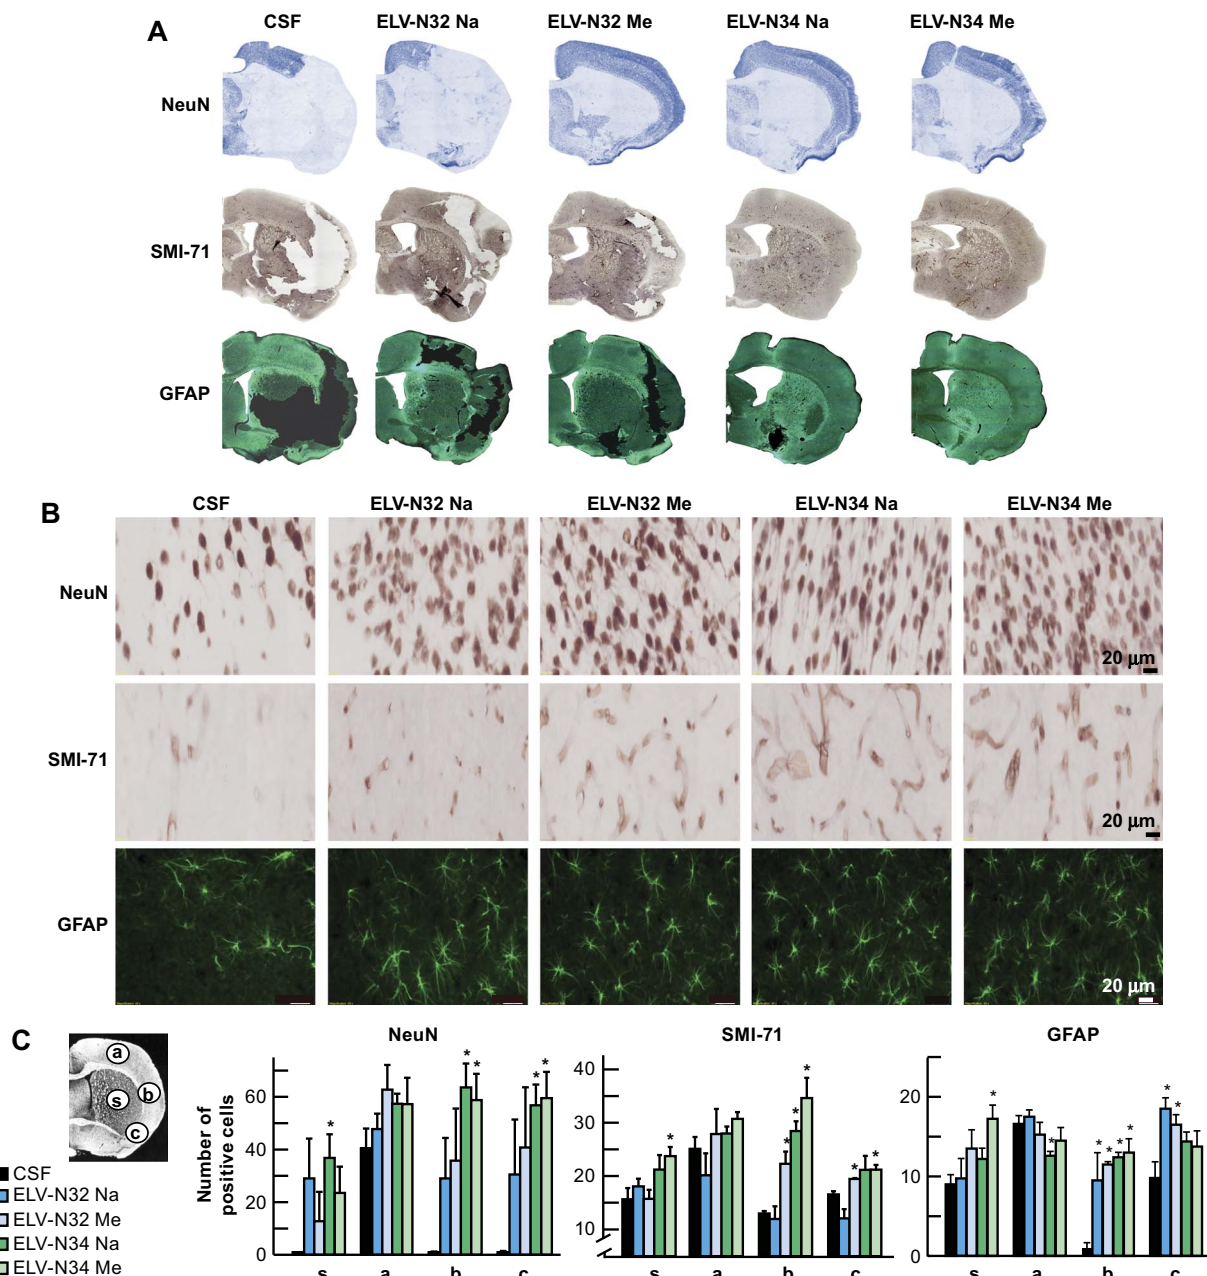 A
CSF ELV-N32 Na ELV-N32 Me ELV-N34 Na ELV-N34 Me
NeuN
SMI-71
GFAP
B
CSF ELV-N32 Na ELV-N32 Me ELV-N34 Na ELV-N34 Me
NeuN
20 µm
SMI-71
20 µm
GFAP
20 µm
C
a
b
s
c
CSF
ELV-N32 Na
ELV-N32 Me
ELV-N34 Na
ELV-N34 Me
NeuN
Number of
positive cells
60
40
20
0
* * * * *
s a b c
SMI-71
40
30
20
10
* * * * * *
s a b c
GFAP
20
10
0
* * * * * * * *
s a b c